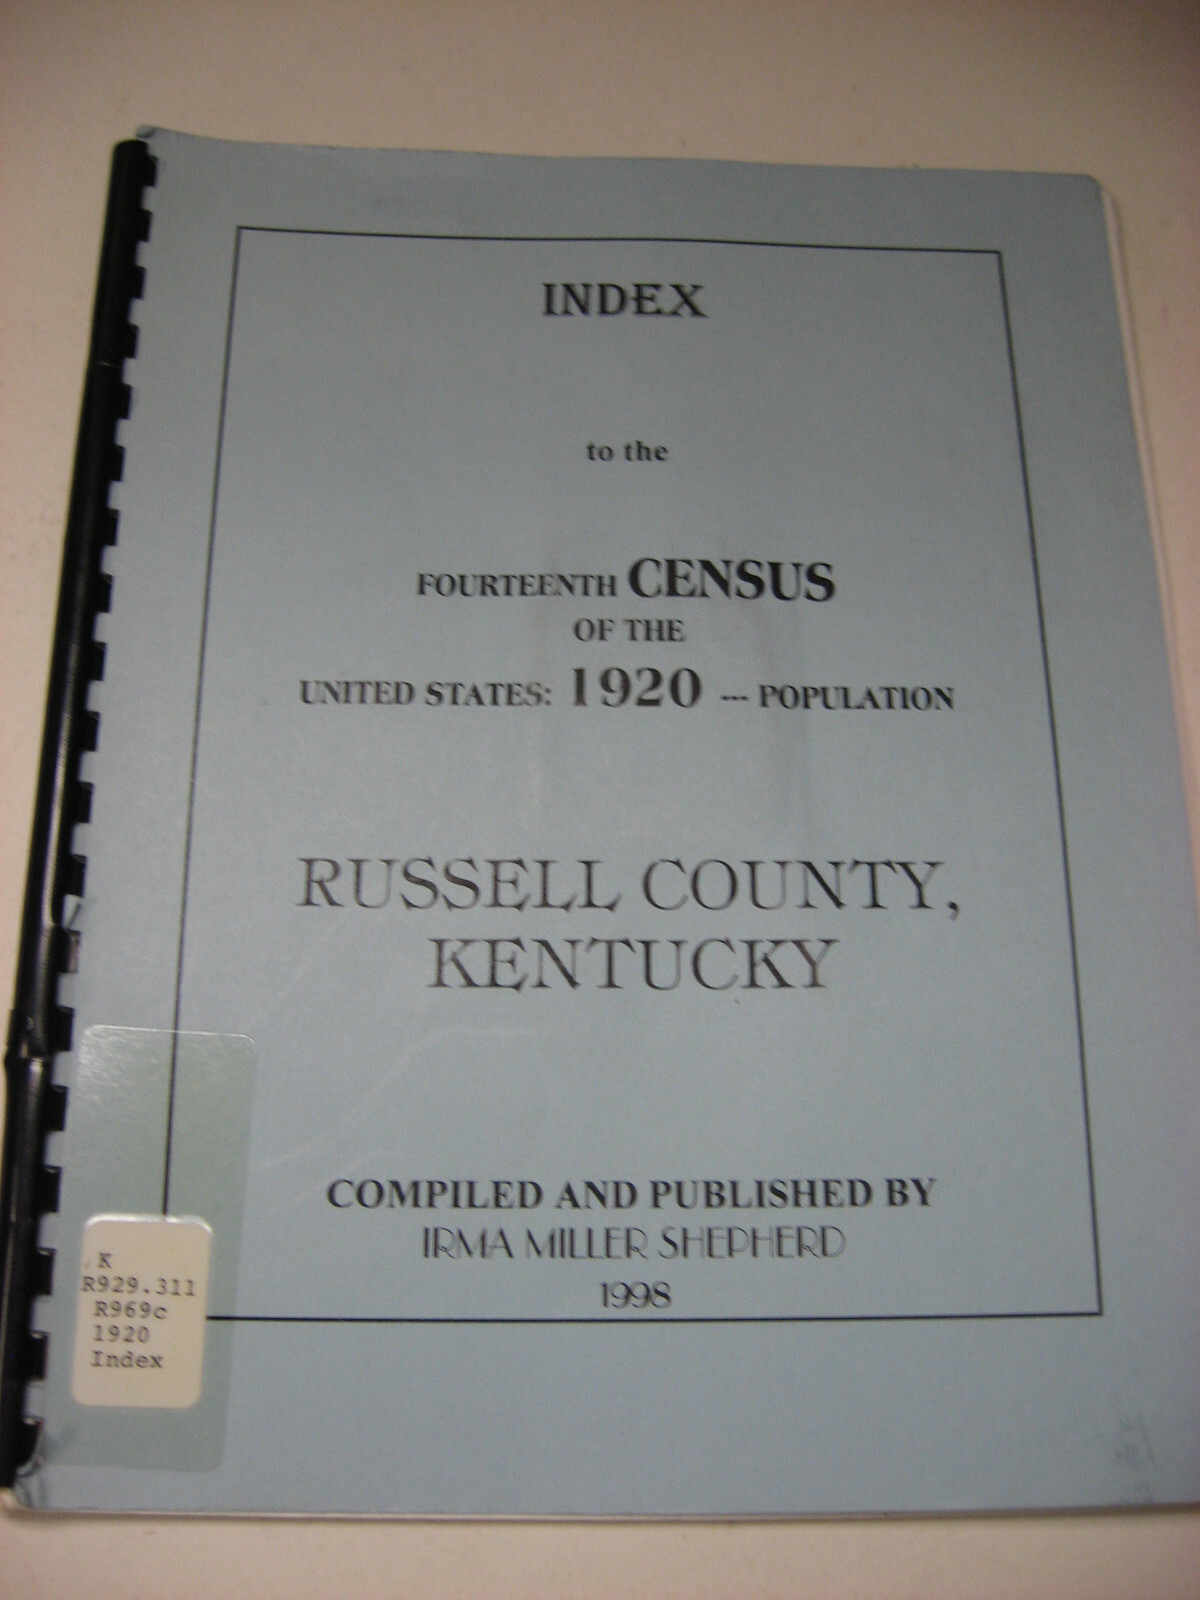 INDEX
to the
FOURTEENTH CENSUS
OF THE
UNITED STATES: 1920 --- POPULATION
RUSSELL COUNTY,
KENTUCKY
COMPILED AND PUBLISHED BY
IRMA MILLER SHEPHERD
1998
K
R929.311
R969c
1920
Index